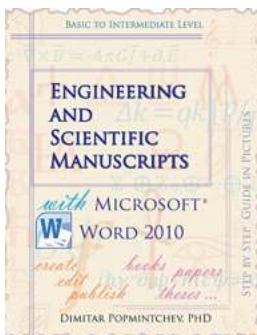 BASIC TO INTERMEDIATE LEVEL
ENGINEERING
AND
SCIENTIFIC
MANUSCRIPTS
with MICROSOFT®
W WORD 2010
create books papers
edit
publish theses ...
STEP BY STEP GUIDE IN PICTURES
DIMITAR POPMINTCHEV, PHD